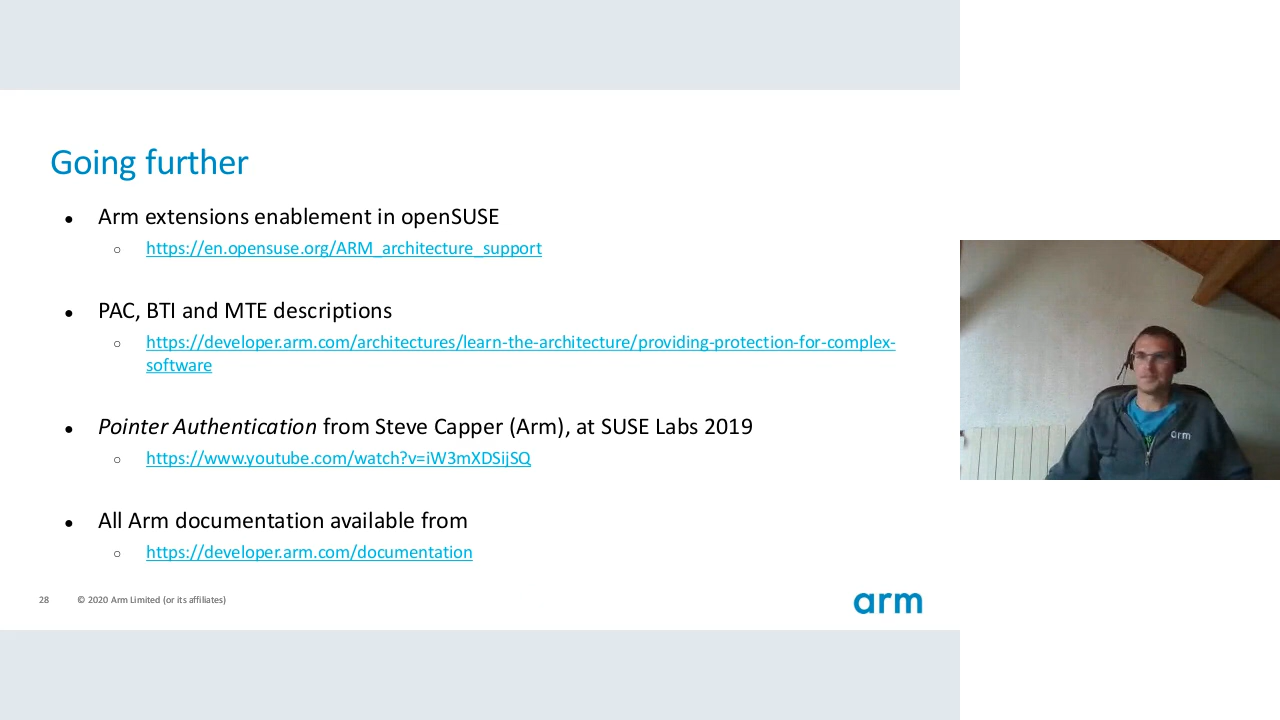 Going further
● Arm extensions enablement in openSUSE
○ https://en.opensuse.org/ARM_architecture_support
● PAC, BTI and MTE descriptions
○ https://developer.arm.com/architectures/learn-the-architecture/providing-protection-for-complex-
software
● Pointer Authentication from Steve Capper (Arm), at SUSE Labs 2019
○ https://www.youtube.com/watch?v=iW3mXDSijSQ
● All Arm documentation available from
○ https://developer.arm.com/documentation
28 © 2020 Arm Limited (or its affiliates)
arm
arm